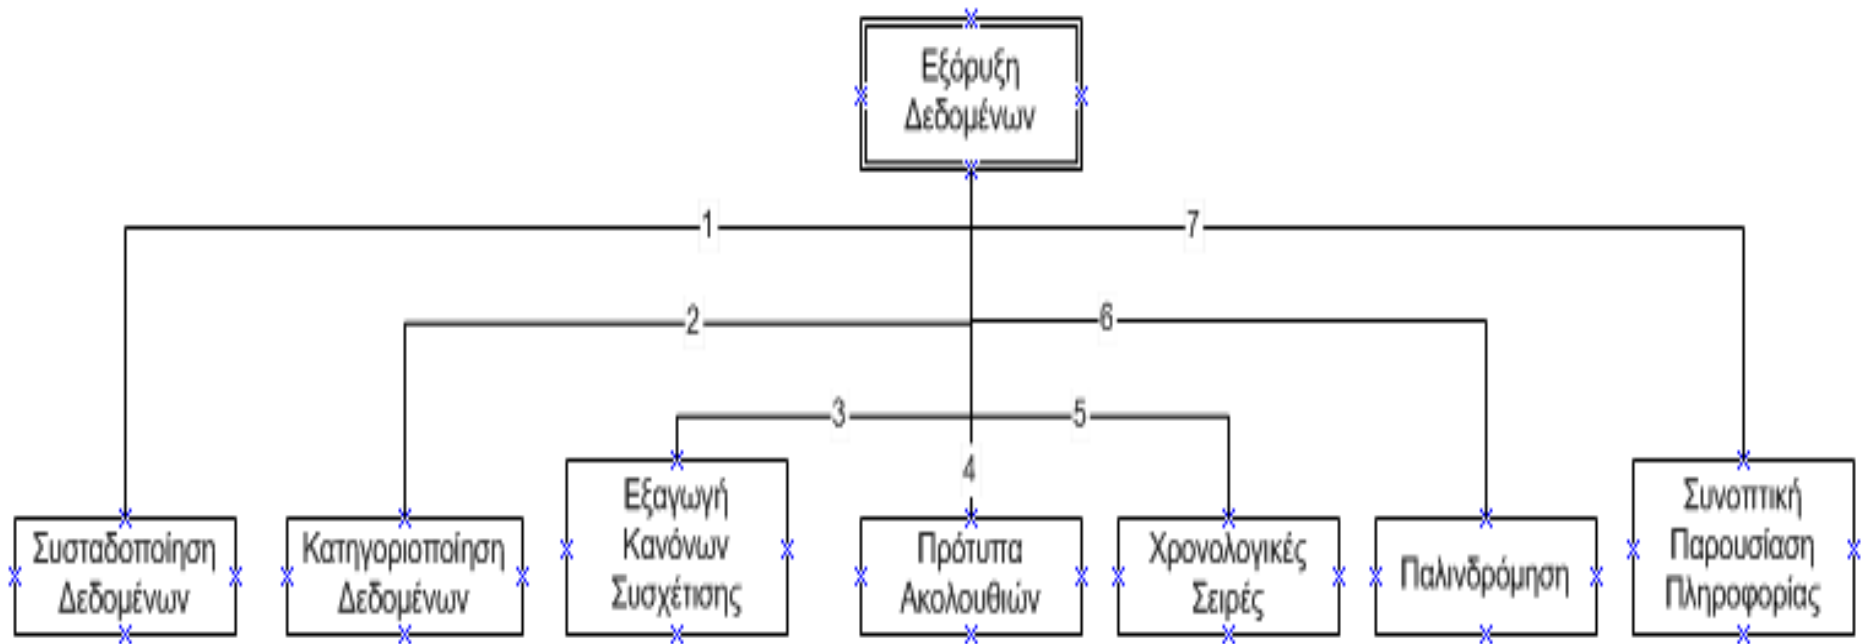 Εξόρυξη
Δεδομένων
1
7
2
6
3
5
4
Συσταδοποίηση
Δεδομένων
Κατηγοριοποίηση
Δεδομένων
Εξαγωγή
Κανόνων
Συσχέτισης
Πρότυπα
Ακολουθιών
Χρονολογικές
Σειρές
Παλινδρόμηση
Συνοπτική
Παρουσίαση
Πληροφορίας